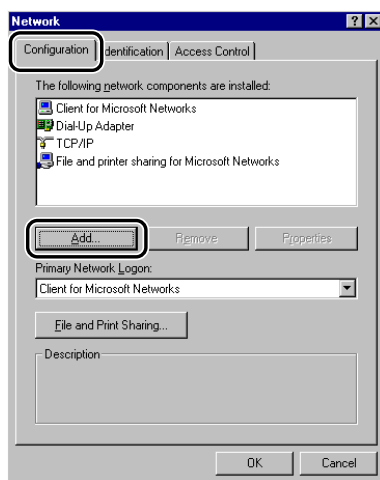 Network
Configuration Identification Access Control
The following network components are installed:
Client for Microsoft Networks
Dial-Up Adapter
TCP/IP
File and printer sharing for Microsoft Networks
Add... Remove Properties
Primary Network Logon:
Client for Microsoft Networks
File and Print Sharing...
Description
OK Cancel